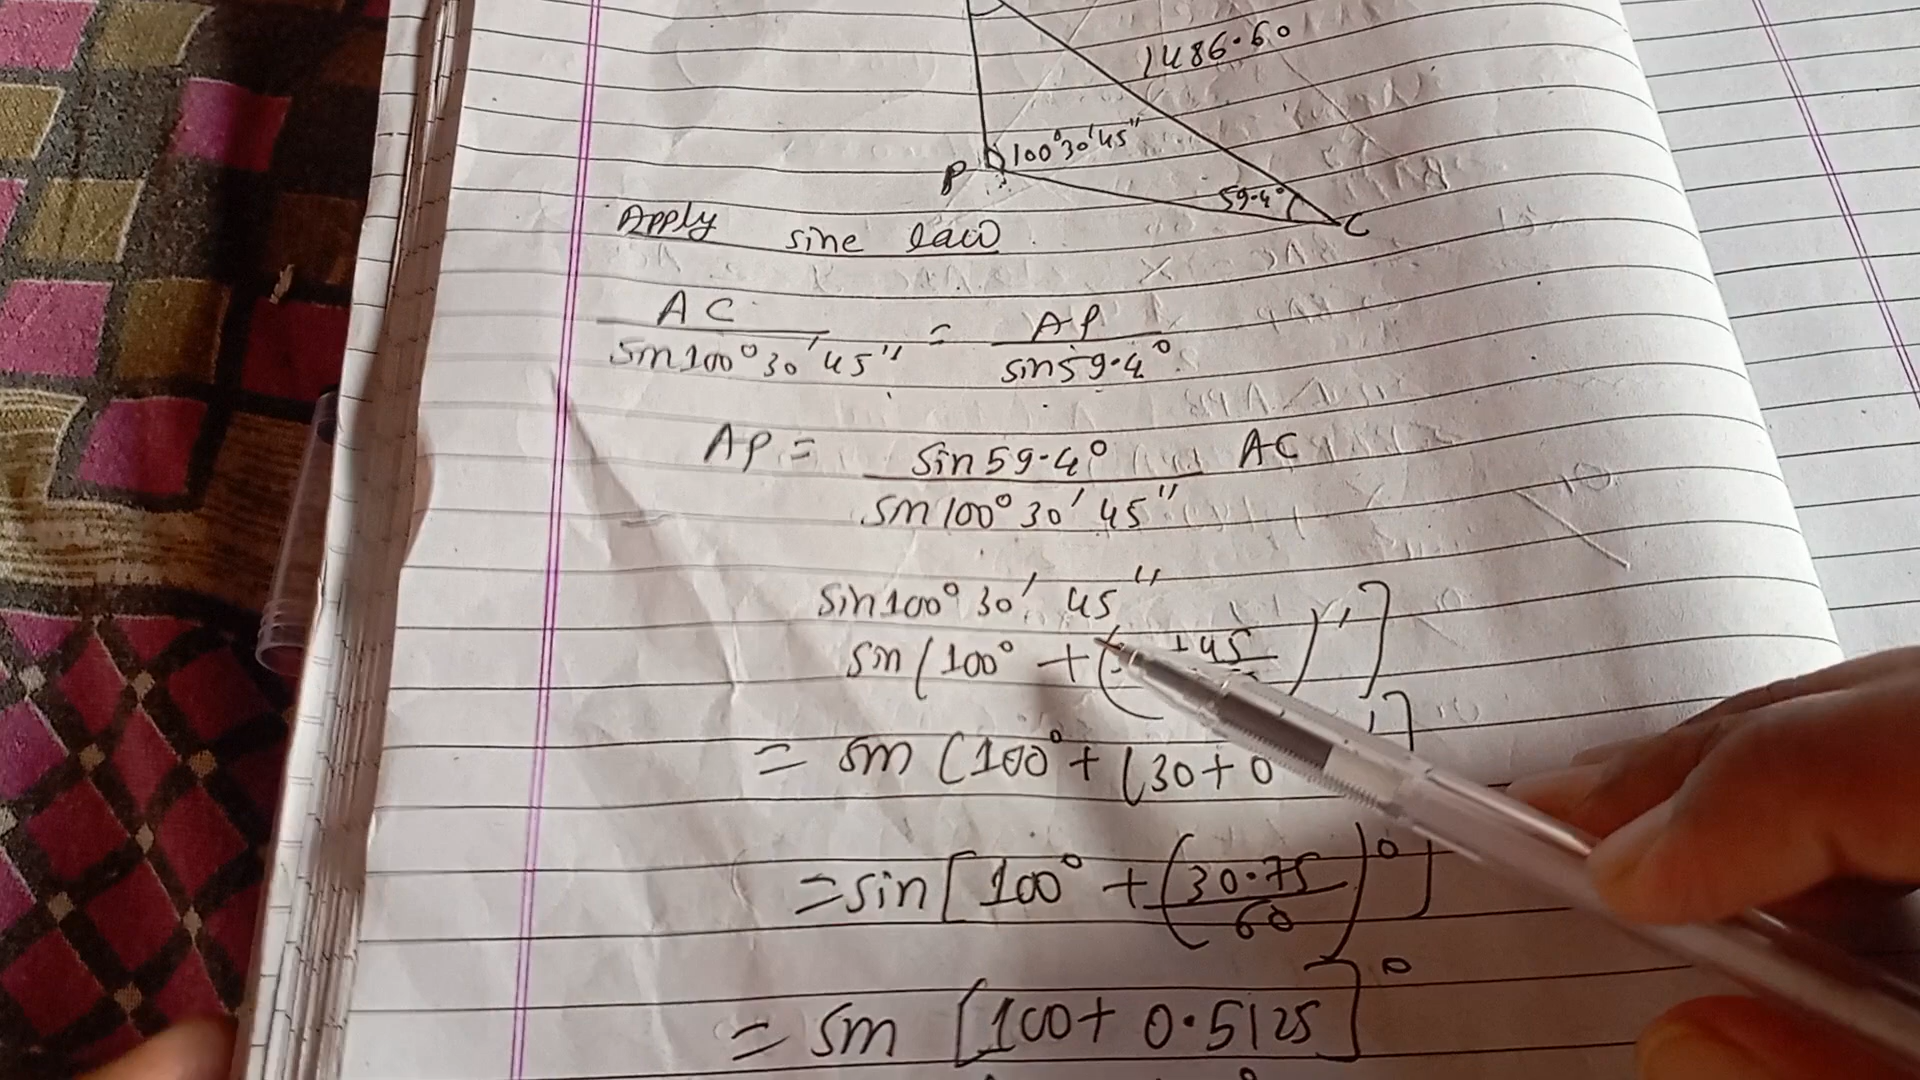 1486.60
100°30'45"
P
59.4°
C
Apply sine law
AC / sin100°30'45" = AP / sin59.4°
AP = sin59.4° / sin100°30'45" AC
sin100°30'45"
sin(100° + ( +45 )')]
= sin (100° + (30+0 ']
= sin [100° + (30.75/60)°]
= sin [100+ 0.5125]°